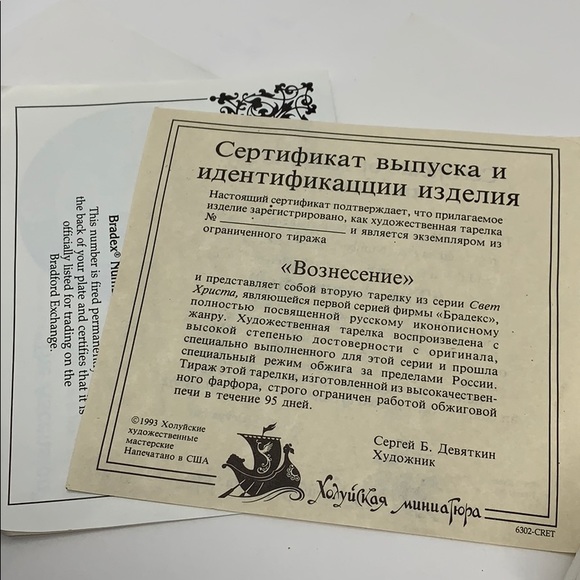 Сертификат выпуска и
идентификацции изделия
Настоящий сертификат подтверждает, что прилагаемое
изделие зарегистрировано, как художественная тарелка
№ и является экземпляром из
ограниченного тиража
«Вознесение»
и представляет собой вторую тарелку из серии Свет
Христа, являющейся первой серией фирмы «Брадекс»,
полностью посвященной русскому иконописному
жанру. Художественная тарелка воспроизведена с
высокой степенью достоверности с оригинала,
специально выполненного для этой серии и прошла
специальный режим обжига за пределами России.
Тираж этой тарелки, изготовленной из высокачествен-
ного фарфора, строго ограничен работой обжиговой
печи в течение 95 дней.
©1993 Холуйские
художественные
мастерские
Напечатано в США
Сергей Б. Девяткин
Художник
Холуйская миниатюра
6302-CRET
Bradex®
This number is fired permanently
the back of your plate and certifies that it is
officially listed for trading on the
Bradford Exchange.